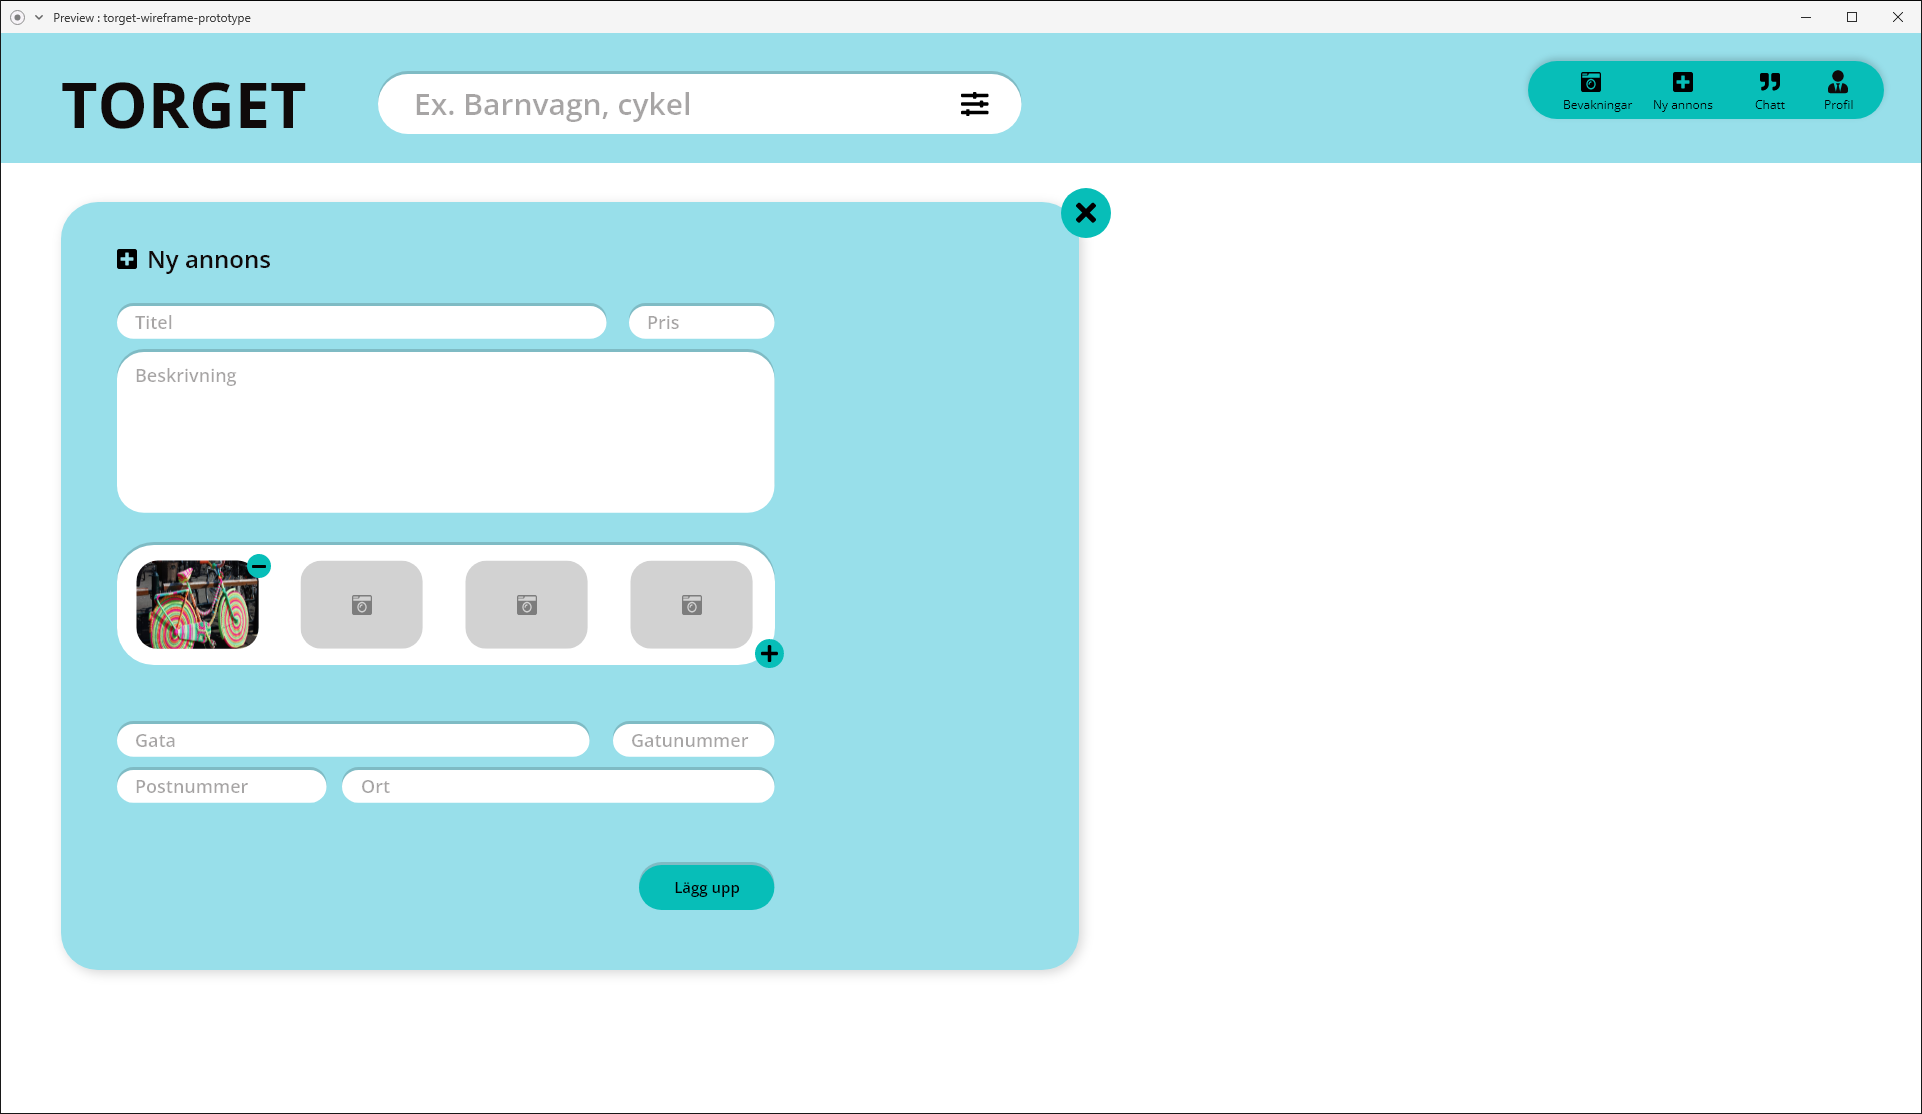 Preview : torget-wireframe-prototype
TORGET
Ex. Barnvagn, cykel
Bevakningar
Ny annons
Chatt
Profil
Ny annons
Titel
Pris
Beskrivning
Gata
Gatunummer
Postnummer
Ort
Lägg upp